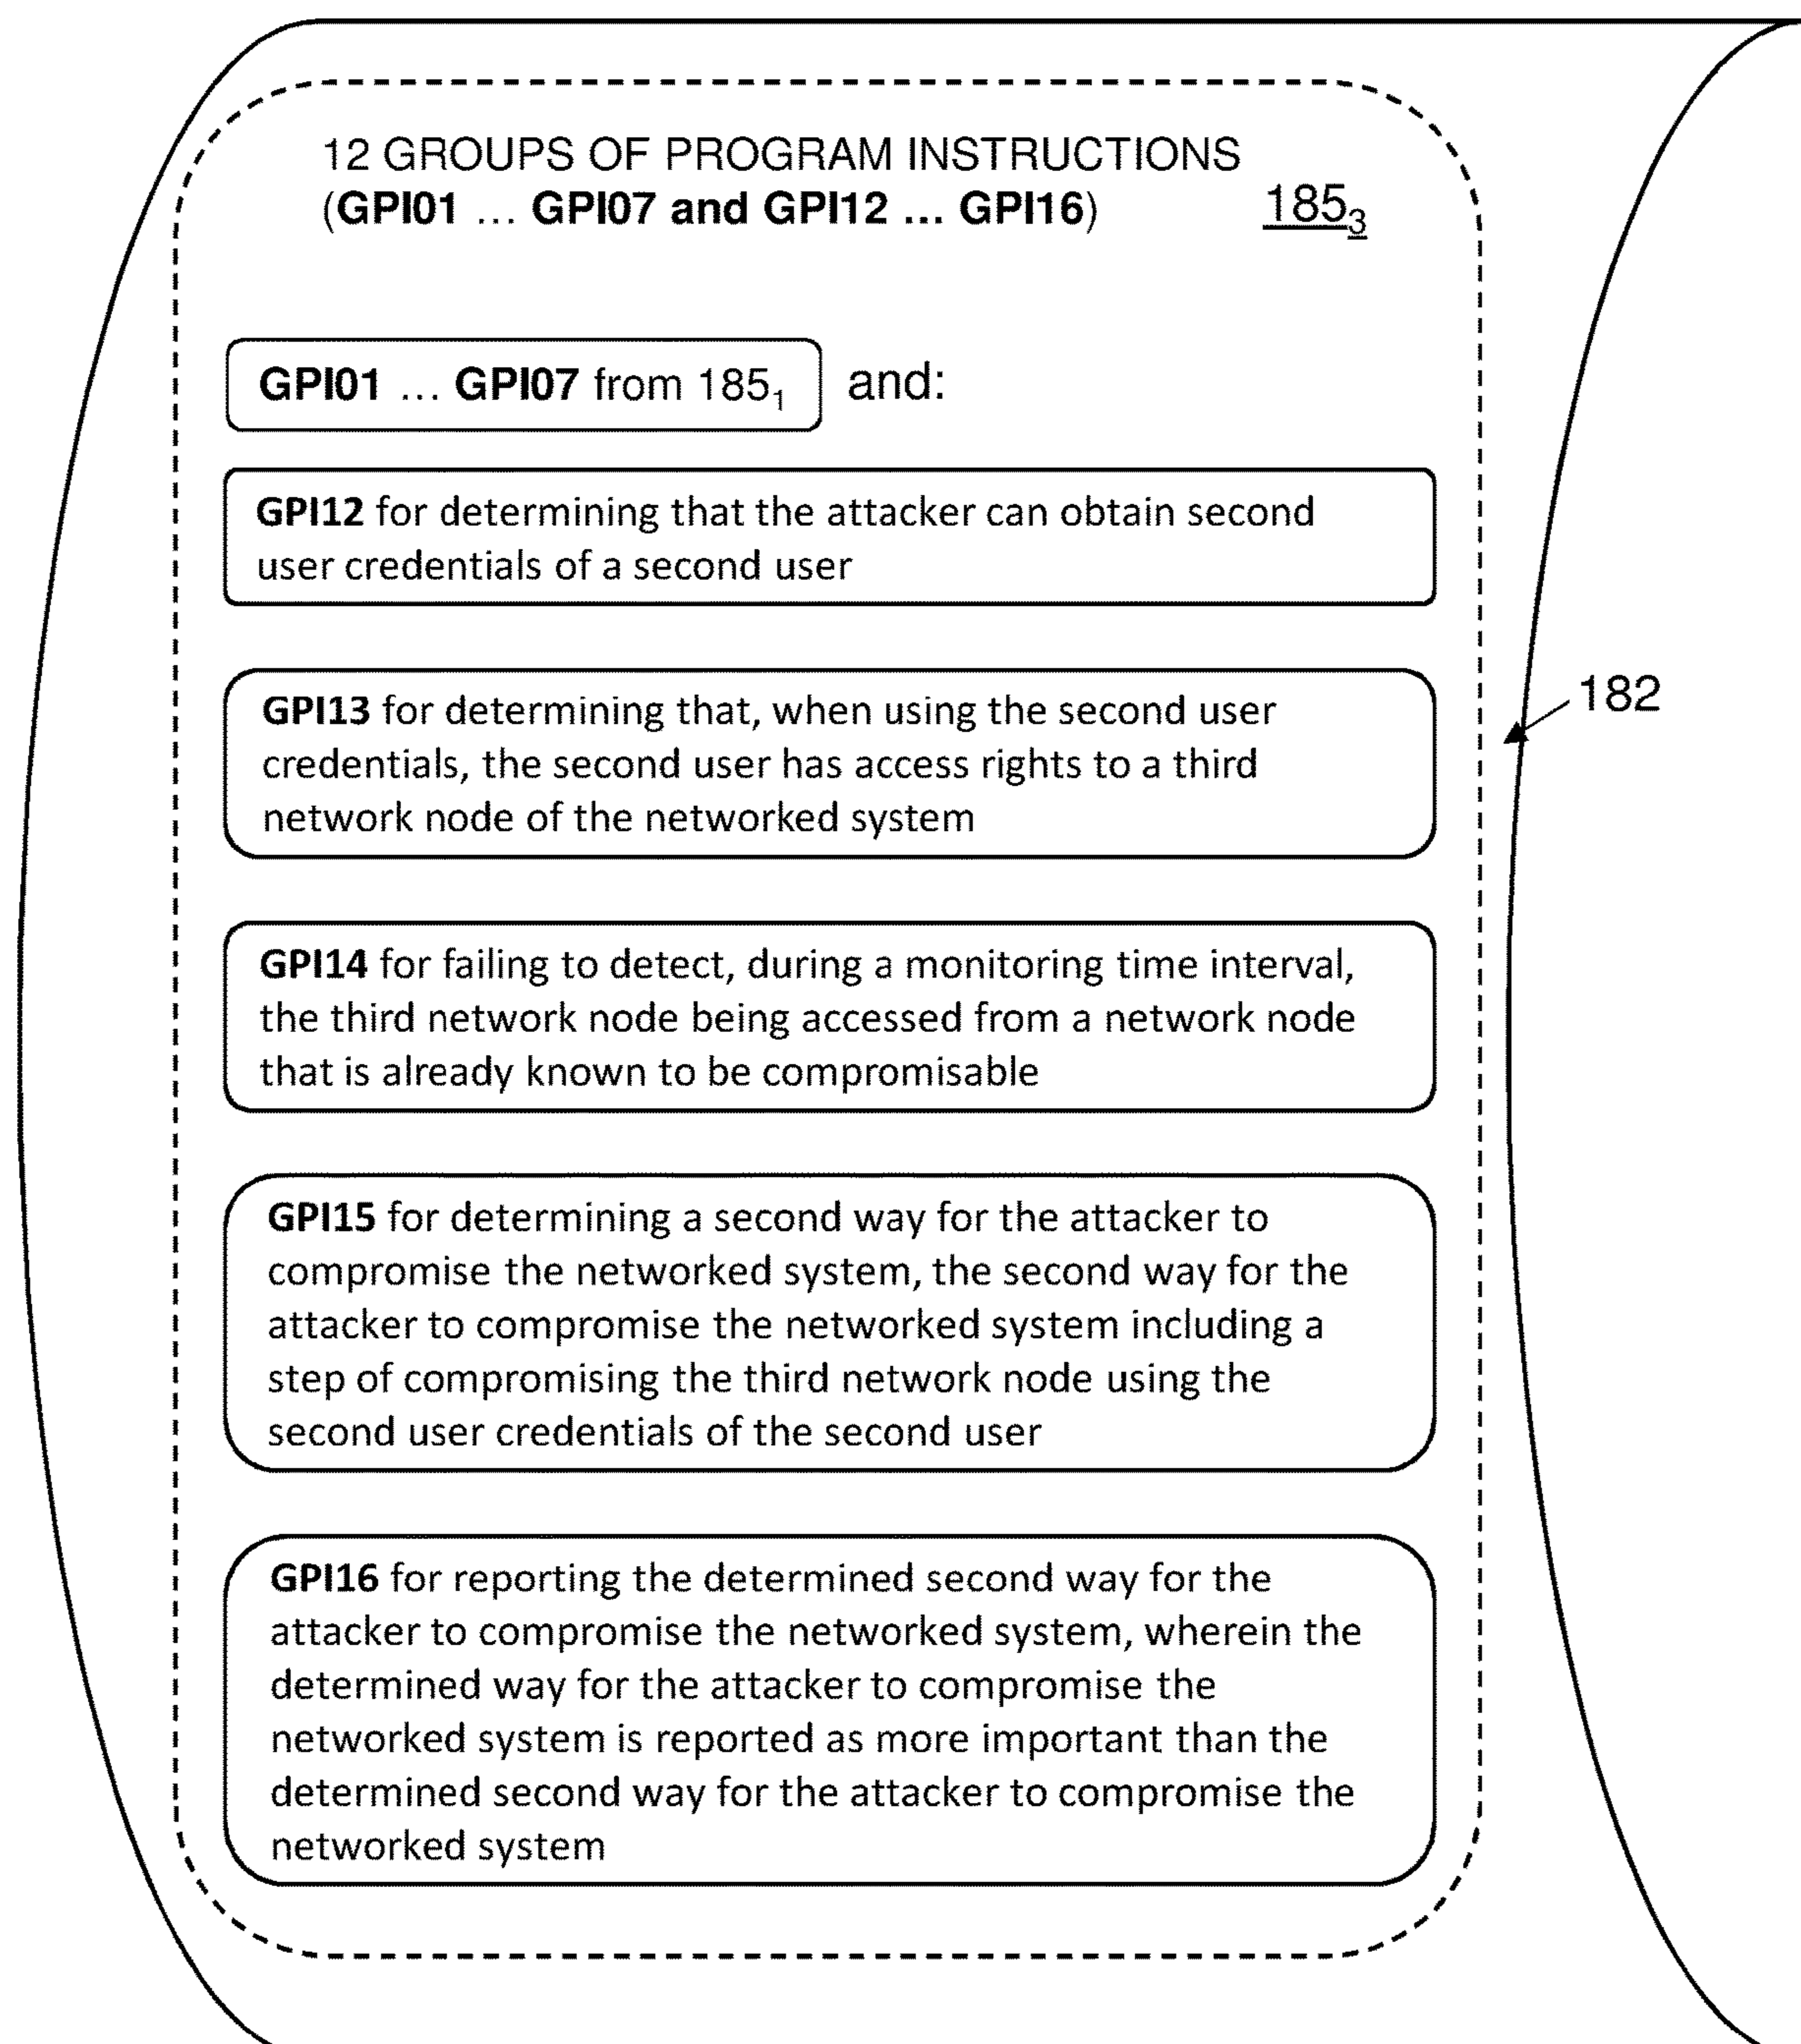 12 GROUPS OF PROGRAM INSTRUCTIONS
(GPI01 ... GPI07 and GPI12 ... GPI16)
185₃
GPI01 ... GPI07 from 185₁ and:
GPI12 for determining that the attacker can obtain second
user credentials of a second user
GPI13 for determining that, when using the second user
credentials, the second user has access rights to a third
network node of the networked system
182
GPI14 for failing to detect, during a monitoring time interval,
the third network node being accessed from a network node
that is already known to be compromisable
GPI15 for determining a second way for the attacker to
compromise the networked system, the second way for the
attacker to compromise the networked system including a
step of compromising the third network node using the
second user credentials of the second user
GPI16 for reporting the determined second way for the
attacker to compromise the networked system, wherein the
determined way for the attacker to compromise the
networked system is reported as more important than the
determined second way for the attacker to compromise the
networked system